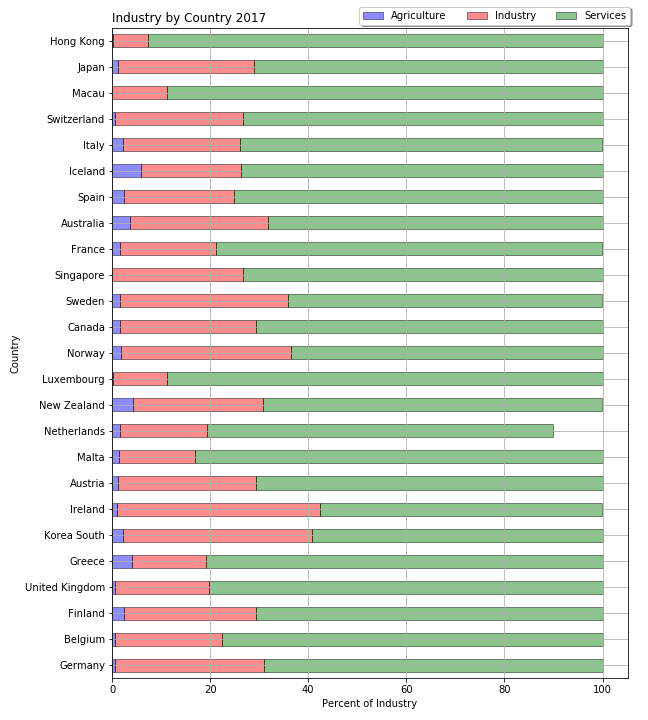 Industry by Country 2017
Agriculture Industry Services
Hong Kong
Japan
Macau
Switzerland
Italy
Iceland
Spain
Australia
France
Singapore
Sweden
Canada
Norway
Luxembourg
New Zealand
Netherlands
Malta
Austria
Ireland
Korea South
Greece
United Kingdom
Finland
Belgium
Germany
Country
0 20 40 60 80 100
Percent of Industry